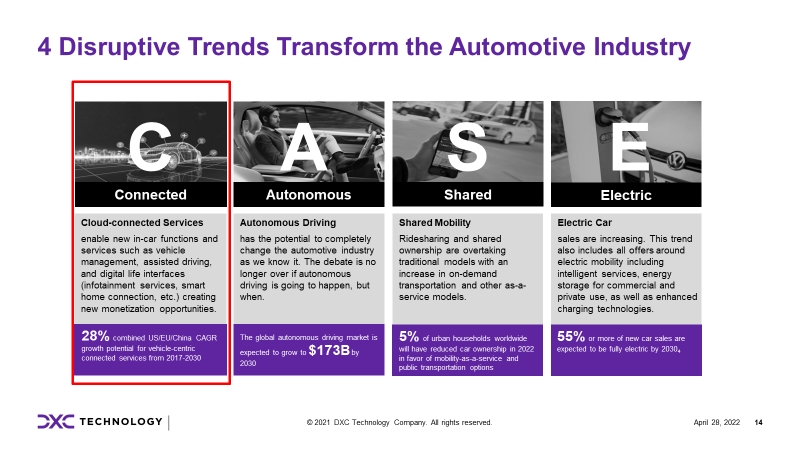 4 Disruptive Trends Transform the Automotive Industry
C
Connected
Cloud-connected Services
enable new in-car functions and
services such as vehicle
management, assisted driving,
and digital life interfaces
(infotainment services, smart
home connection, etc.) creating
new monetization opportunities.
28% combined US/EU/China CAGR
growth potential for vehicle-centric
connected services from 2017-2030
A
Autonomous
Autonomous Driving
has the potential to completely
change the automotive industry
as we know it. The debate is no
longer over if autonomous
driving is going to happen, but
when.
The global autonomous driving market is
expected to grow to $173B by
2030
S
Shared
Shared Mobility
Ridesharing and shared
ownership are overtaking
traditional models with an
increase in on-demand
transportation and other as-a-
service models.
5% of urban households worldwide
will have reduced car ownership in 2022
in favor of mobility-as-a-service and
public transportation options
E
Electric
Electric Car
sales are increasing. This trend
also includes all offers around
electric mobility including
intelligent services, energy
storage for commercial and
private use, as well as enhanced
charging technologies.
55% or more of new car sales are
expected to be fully electric by 2030.
DXC TECHNOLOGY
© 2021 DXC Technology Company. All rights reserved.
April 28, 2022 14